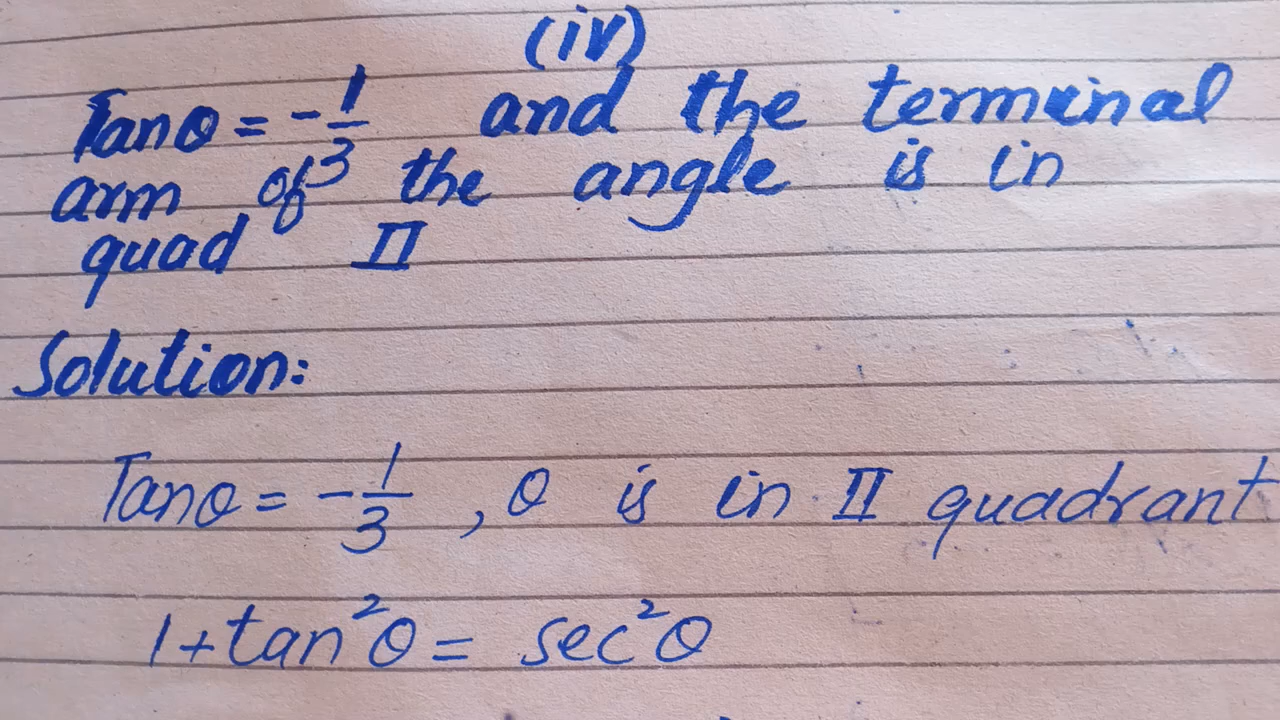 (iv)
Tanθ = -1/3 and the terminal
arm of the angle is in
quad II
Solution:
Tanθ = -1/3, θ is in II quadrant
1+tan²θ = sec²θ